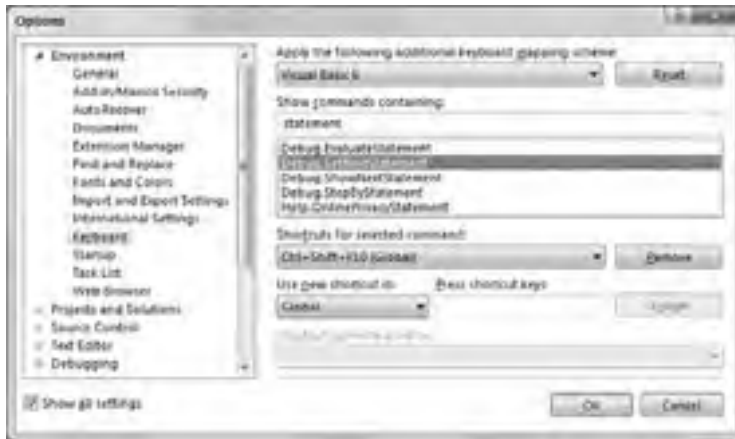 Options
Environment
General
Add-in/Macros Security
AutoRecover
Documents
Extension Manager
Find and Replace
Fonts and Colors
Import and Export Settings
International Settings
Keyboard
Startup
Task List
Web Browser
Projects and Solutions
Source Control
Text Editor
Debugging
Show all settings
Apply the following additional keyboard mapping scheme:
Visual Basic 6
Reset
Show commands containing:
statement
Debug.EvaluateStatement
Debug.SetNextStatement
Debug.ShowNextStatement
Debug.StepByStatement
Help.OnlinePrivacyStatement
Shortcuts for selected command:
Ctrl+Shift+F10 (Global)
Remove
Use new shortcut in:
Press shortcut keys:
Global
Assign
OK
Cancel